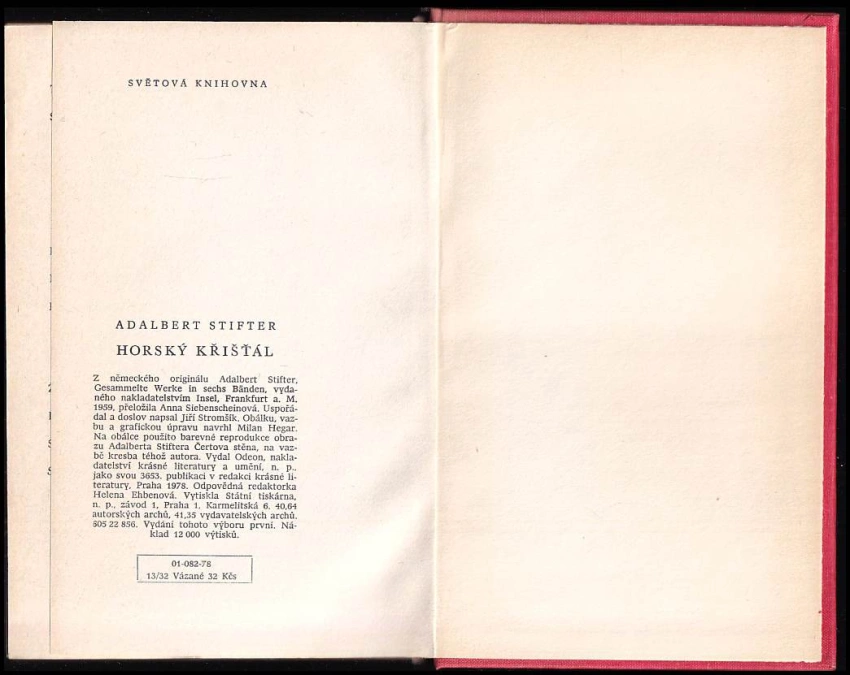 SVĚTOVÁ KNIHOVNA
ADALBERT STIFTER
HORSKÝ KŘIŠŤÁL
Z německého originálu Adalbert Stifter,
Gesammelte Werke in sechs Bänden, vyda-
ného nakladatelstvím Insel, Frankfurt a. M.
1959, přeložila Anna Siebenscheinová. Uspořá-
dal a doslov napsal Jiří Stromšík. Obálku, vaz-
bu a grafickou úpravu navrhl Milan Hegar.
Na obálce použito barevné reprodukce obra-
zu Adalberta Stiftera Čertova stěna, na vaz-
bě kresba téhož autora. Vydal Odeon, nakla-
datelství krásné literatury a umění, n. p.,
jako svou 3653. publikaci v redakci krásné li-
teratury, Praha 1978. Odpovědná redaktorka
Helena Ehbenová. Vytiskla Státní tiskárna,
n. p., závod 1, Praha 1, Karmelitská 6. 40,64
autorských archů, 41,35 vydavatelských archů.
605 22 856. Vydání tohoto výboru první. Ná-
klad 12 000 výtisků.
01-082-78
13/32 Vázané 32 Kčs